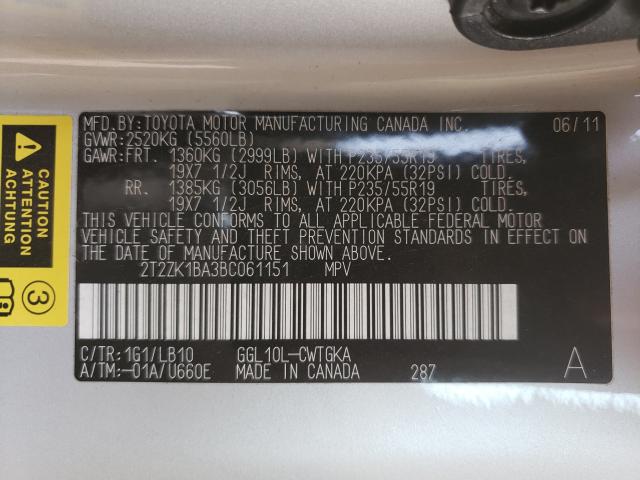 MFD.BY:TOYOTA MOTOR MANUFACTURING CANADA INC. 06/11
GVWR:2520KG (5560LB)
GAWR:FRT. 1360KG (2999LB) WITH P235/55R19 TIRES,
19X7 1/2J RIMS, AT 220KPA (32PSI) COLD.
RR. 1385KG (3056LB) WITH P235/55R19 TIRES,
19X7 1/2J RIMS, AT 220KPA (32PSI) COLD.
THIS VEHICLE CONFORMS TO ALL APPLICABLE FEDERAL MOTOR
VEHICLE SAFETY AND THEFT PREVENTION STANDARDS IN EFFECT ON
THE DATE OF MANUFACTURE SHOWN ABOVE.
2T2ZK1BA3BC061151 MPV
C/TR:1G1/LB10 GGL10L-CWTGKA
A/TM:-01A/U660E MADE IN CANADA 287 A
CAUTION
ATTENTION
3